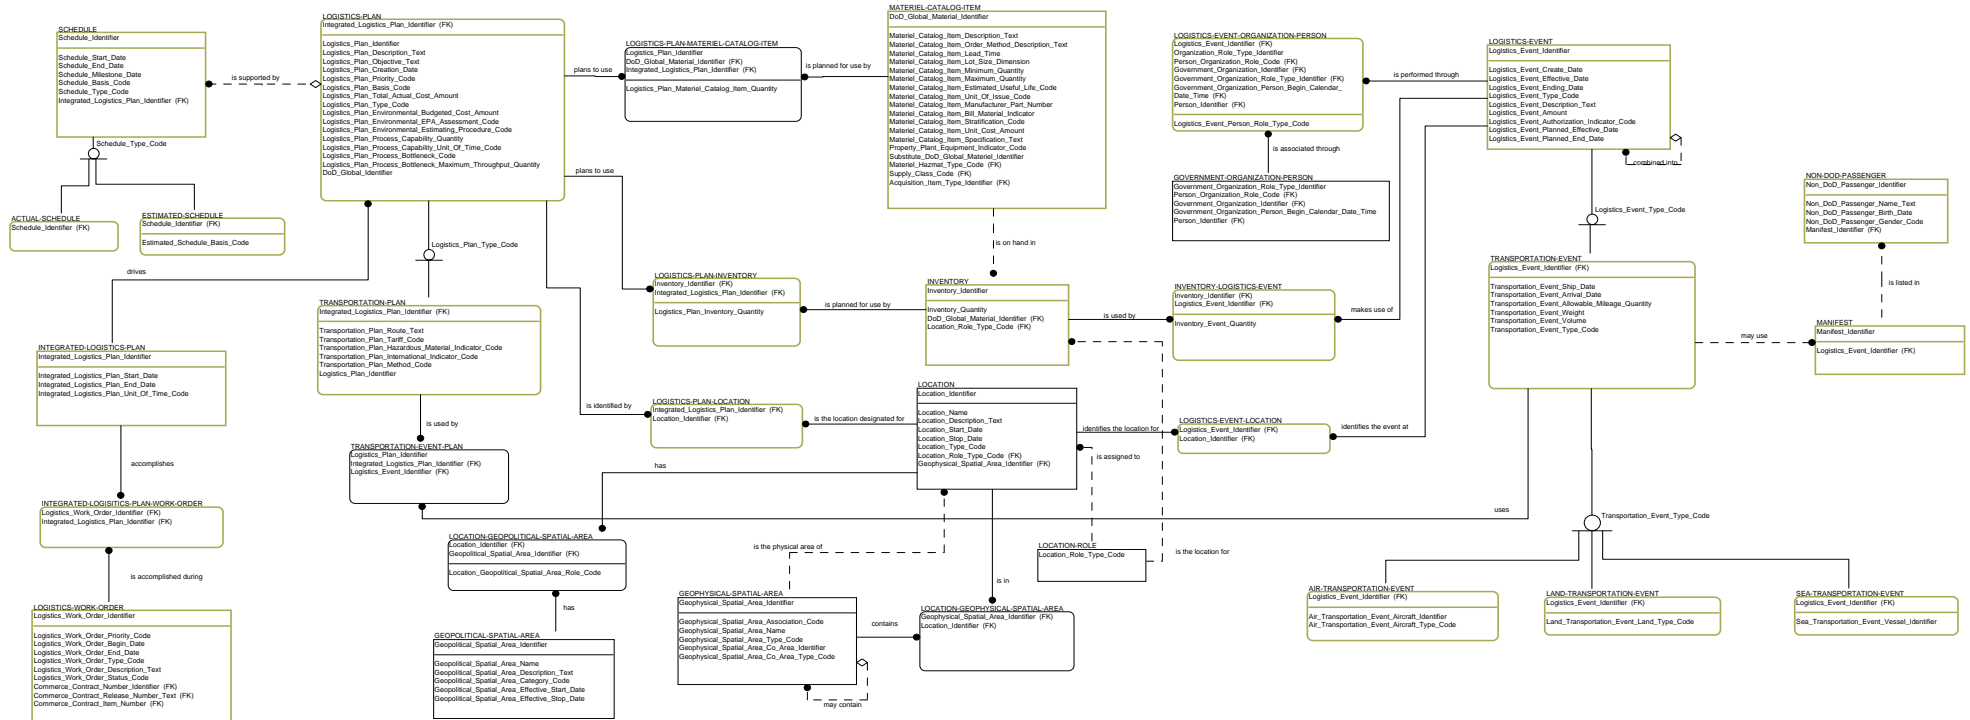 SCHEDULE
Schedule_Identifier
Schedule_Start_Date
Schedule_End_Date
Schedule_Milestone_Date
Schedule_Basis_Code
Schedule_Type_Code
Integrated_Logistics_Plan_Identifier (FK)
is supported by
Schedule_Type_Code
ACTUAL-SCHEDULE
Schedule_Identifier (FK)
ESTIMATED-SCHEDULE
Schedule_Identifier (FK)
Estimated_Schedule_Basis_Code
LOGISTICS-PLAN
Integrated_Logistics_Plan_Identifier (FK)
Logistics_Plan_Identifier
Logistics_Plan_Description_Text
Logistics_Plan_Objective_Text
Logistics_Plan_Creation_Date
Logistics_Plan_Priority_Code
Logistics_Plan_Basis_Code
Logistics_Plan_Total_Actual_Cost_Amount
Logistics_Plan_Type_Code
Logistics_Plan_Environmental_Budgeted_Cost_Amount
Logistics_Plan_Environmental_EPA_Assessment_Code
Logistics_Plan_Environmental_Estimating_Procedure_Code
Logistics_Plan_Process_Capability_Quantity
Logistics_Plan_Process_Capability_Unit_Of_Time_Code
Logistics_Plan_Process_Bottleneck_Code
Logistics_Plan_Process_Bottleneck_Maximum_Throughput_Quantity
DoD_Global_Identifier
plans to use
plans to use
LOGISTICS-PLAN-MATERIEL-CATALOG-ITEM
Logistics_Plan_Identifier
DoD_Global_Material_Identifier (FK)
Integrated_Logistics_Plan_Identifier (FK)
Logistics_Plan_Materiel_Catalog_Item_Quantity
is planned for use by
MATERIEL-CATALOG-ITEM
DoD_Global_Material_Identifier
Materiel_Catalog_Item_Description_Text
Materiel_Catalog_Item_Order_Method_Description_Text
Materiel_Catalog_Item_Lead_Time
Materiel_Catalog_Item_Lot_Size_Dimension
Materiel_Catalog_Item_Minimum_Quantity
Materiel_Catalog_Item_Maximum_Quantity
Materiel_Catalog_Item_Estimated_Useful_Life_Code
Materiel_Catalog_Item_Unit_Of_Issue_Code
Materiel_Catalog_Item_Manufacturer_Part_Number
Materiel_Catalog_Item_Bill_Material_Indicator
Materiel_Catalog_Item_Stratification_Code
Materiel_Catalog_Item_Unit_Cost_Amount
Materiel_Catalog_Item_Specification_Text
Property_Plant_Equipment_Indicator_Code
Substitute_DoD_Global_Materiel_Identifier
Materiel_Hazmat_Type_Code (FK)
Supply_Class_Code (FK)
Acquisition_Item_Type_Identifier (FK)
is on hand in
LOGISTICS-EVENT-ORGANIZATION-PERSON
Logistics_Event_Identifier (FK)
Organization_Role_Type_Identifier
Person_Organization_Role_Code (FK)
Government_Organization_Identifier (FK)
Government_Organization_Role_Type_Identifier (FK)
Government_Organization_Person_Begin_Calendar_
Date_Time (FK)
Person_Identifier (FK)
Logistics_Event_Person_Role_Type_Code
is associated through
GOVERNMENT-ORGANIZATION-PERSON
Government_Organization_Role_Type_Identifier
Person_Organization_Role_Code (FK)
Government_Organization_Identifier (FK)
Government_Organization_Person_Begin_Calendar_Date_Time
Person_Identifier (FK)
is performed through
makes use of
LOGISTICS-EVENT
Logistics_Event_Identifier
Logistics_Event_Create_Date
Logistics_Event_Effective_Date
Logistics_Event_Ending_Date
Logistics_Event_Type_Code
Logistics_Event_Description_Text
Logistics_Event_Amount
Logistics_Event_Authorization_Indicator_Code
Logistics_Event_Planned_Effective_Date
Logistics_Event_Planned_End_Date
combined into
Logistics_Event_Type_Code
NON-DOD-PASSENGER
Non_DoD_Passenger_Identifier
Non_DoD_Passenger_Name_Text
Non_DoD_Passenger_Birth_Date
Non_DoD_Passenger_Gender_Code
Manifest_Identifier (FK)
is listed in
MANIFEST
Manifest_Identifier
Logistics_Event_Identifier (FK)
may use
TRANSPORTATION-EVENT
Logistics_Event_Identifier (FK)
Transportation_Event_Ship_Date
Transportation_Event_Arrival_Date
Transportation_Event_Allowable_Mileage_Quantity
Transportation_Event_Weight
Transportation_Event_Volume
Transportation_Event_Type_Code
drives
Logistics_Plan_Type_Code
INTEGRATED-LOGISTICS-PLAN
Integrated_Logistics_Plan_Identifier
Integrated_Logistics_Plan_Start_Date
Integrated_Logistics_Plan_End_Date
Integrated_Logistics_Plan_Unit_Of_Time_Code
accomplishes
TRANSPORTATION-PLAN
Integrated_Logistics_Plan_Identifier (FK)
Transportation_Plan_Route_Text
Transportation_Plan_Tariff_Code
Transportation_Plan_Hazardous_Material_Indicator_Code
Transportation_Plan_International_Indicator_Code
Transportation_Plan_Method_Code
Logistics_Plan_Identifier
is used by
TRANSPORTATION-EVENT-PLAN
Logistics_Plan_Identifier
Integrated_Logistics_Plan_Identifier (FK)
Logistics_Event_Identifier (FK)
is identified by
LOGISTICS-PLAN-INVENTORY
Inventory_Identifier (FK)
Integrated_Logistics_Plan_Identifier (FK)
Logistics_Plan_Inventory_Quantity
is planned for use by
INVENTORY
Inventory_Identifier
Inventory_Quantity
DoD_Global_Material_Identifier (FK)
Location_Role_Type_Code (FK)
is used by
INVENTORY-LOGISTICS-EVENT
Inventory_Identifier (FK)
Logistics_Event_Identifier (FK)
Inventory_Event_Quantity
LOGISTICS-PLAN-LOCATION
Integrated_Logistics_Plan_Identifier (FK)
Location_Identifier (FK)
is the location designated for
LOCATION
Location_Identifier
Location_Name
Location_Description_Text
Location_Start_Date
Location_Stop_Date
Location_Type_Code
Location_Role_Type_Code (FK)
Geophysical_Spatial_Area_Identifier (FK)
identifies the location for
is assigned to
LOGISTICS-EVENT-LOCATION
Logistics_Event_Identifier (FK)
Location_Identifier (FK)
identifies the event at
has
uses
INTEGRATED-LOGISITICS-PLAN-WORK-ORDER
Logistics_Work_Order_Identifier (FK)
Integrated_Logistics_Plan_Identifier (FK)
is accomplished during
LOGISTICS-WORK-ORDER
Logistics_Work_Order_Identifier
Logistics_Work_Order_Priority_Code
Logistics_Work_Order_Begin_Date
Logistics_Work_Order_End_Date
Logistics_Work_Order_Type_Code
Logistics_Work_Order_Description_Text
Logistics_Work_Order_Status_Code
Commerce_Contract_Number_Identifier (FK)
Commerce_Contract_Release_Number_Text (FK)
Commerce_Contract_Item_Number (FK)
LOCATION-GEOPOLITICAL-SPATIAL-AREA
Location_Identifier (FK)
Geopolitical_Spatial_Area_Identifier (FK)
Location_Geopolitical_Spatial_Area_Role_Code
has
GEOPOLITICAL-SPATIAL-AREA
Geopolitical_Spatial_Area_Identifier
Geopolitical_Spatial_Area_Name
Geopolitical_Spatial_Area_Description_Text
Geopolitical_Spatial_Area_Category_Code
Geopolitical_Spatial_Area_Effective_Start_Date
Geopolitical_Spatial_Area_Effective_Stop_Date
is the physical area of
GEOPHYSICAL-SPATIAL-AREA
Geophysical_Spatial_Area_Identifier
Geophysical_Spatial_Area_Association_Code
Geophysical_Spatial_Area_Name
Geophysical_Spatial_Area_Type_Code
Geophysical_Spatial_Area_Co_Area_Identifier
Geophysical_Spatial_Area_Co_Area_Type_Code
may contain
contains
is in
LOCATION-GEOPHYSICAL-SPATIAL-AREA
Geophysical_Spatial_Area_Identifier (FK)
Location_Identifier (FK)
LOCATION-ROLE
Location_Role_Type_Code
is the location for
Transportation_Event_Type_Code
AIR-TRANSPORTATION-EVENT
Logistics_Event_Identifier (FK)
Air_Transportation_Event_Aircraft_Identifier
Air_Transportation_Event_Aircraft_Type_Code
LAND-TRANSPORTATION-EVENT
Logistics_Event_Identifier (FK)
Land_Transportation_Event_Land_Type_Code
SEA-TRANSPORTATION-EVENT
Logistics_Event_Identifier (FK)
Sea_Transportation_Event_Vessel_Identifier